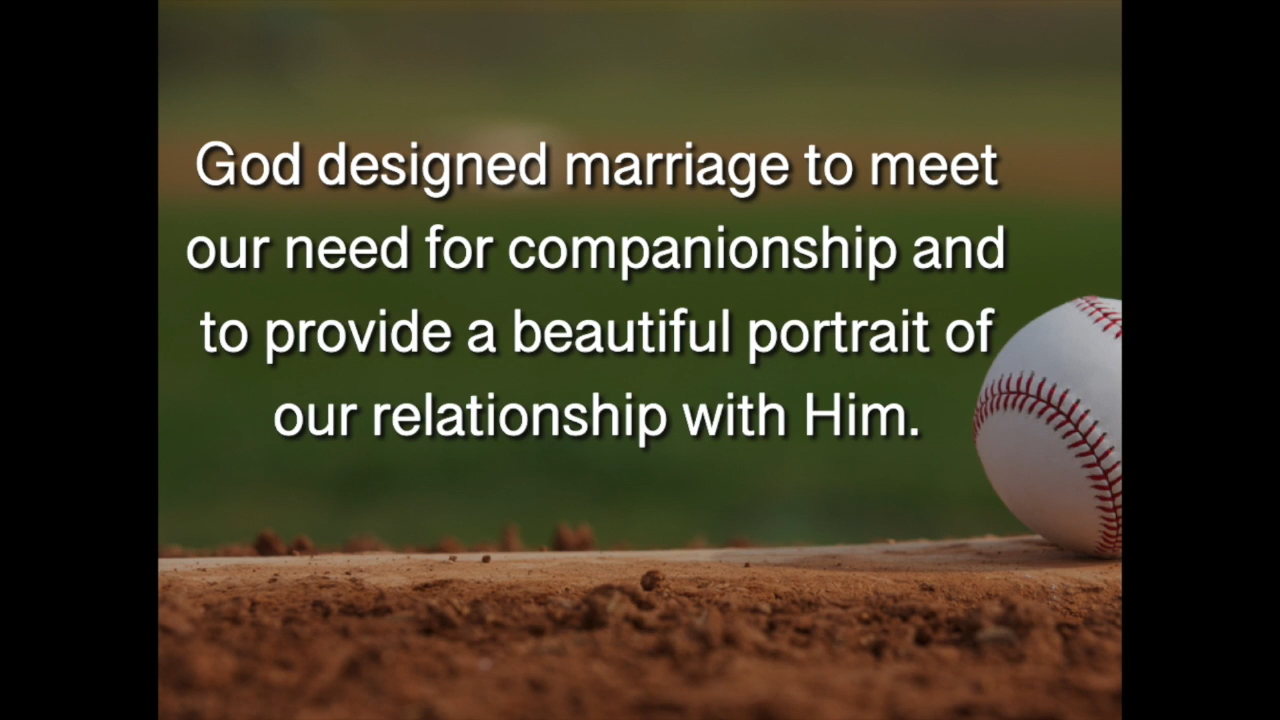 God designed marriage to meet
our need for companionship and
to provide a beautiful portrait of
our relationship with Him.